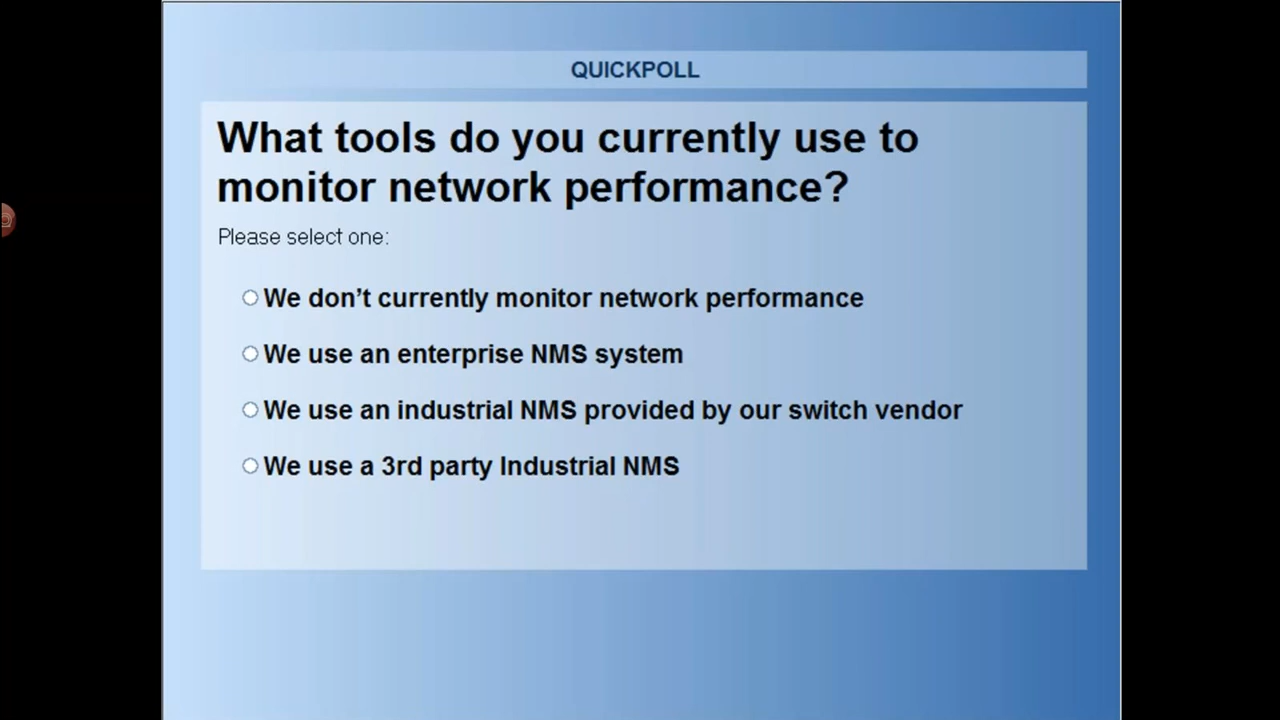 QUICKPOLL
What tools do you currently use to
monitor network performance?
Please select one:
We don’t currently monitor network performance
We use an enterprise NMS system
We use an industrial NMS provided by our switch vendor
We use a 3rd party Industrial NMS